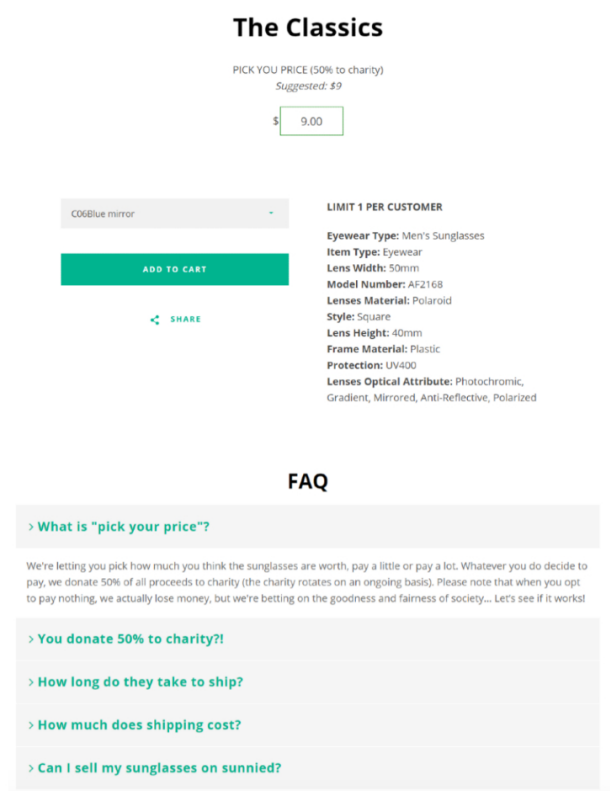 The Classics
PICK YOU PRICE (50% to charity)
Suggested: $9
$ 9.00
C06Blue mirror
ADD TO CART
SHARE
LIMIT 1 PER CUSTOMER
Eyewear Type: Men's Sunglasses
Item Type: Eyewear
Lens Width: 50mm
Model Number: AF2168
Lenses Material: Polaroid
Style: Square
Lens Height: 40mm
Frame Material: Plastic
Protection: UV400
Lenses Optical Attribute: Photochromic,
Gradient, Mirrored, Anti-Reflective, Polarized
FAQ
> What is "pick your price"?
We're letting you pick how much you think the sunglasses are worth, pay a little or pay a lot. Whatever you do decide to
pay, we donate 50% of all proceeds to charity (the charity rotates on an ongoing basis). Please note that when you opt
to pay nothing, we actually lose money, but we're betting on the goodness and fairness of society... Let's see if it works!
> You donate 50% to charity?!
> How long do they take to ship?
> How much does shipping cost?
> Can I sell my sunglasses on sunnied?